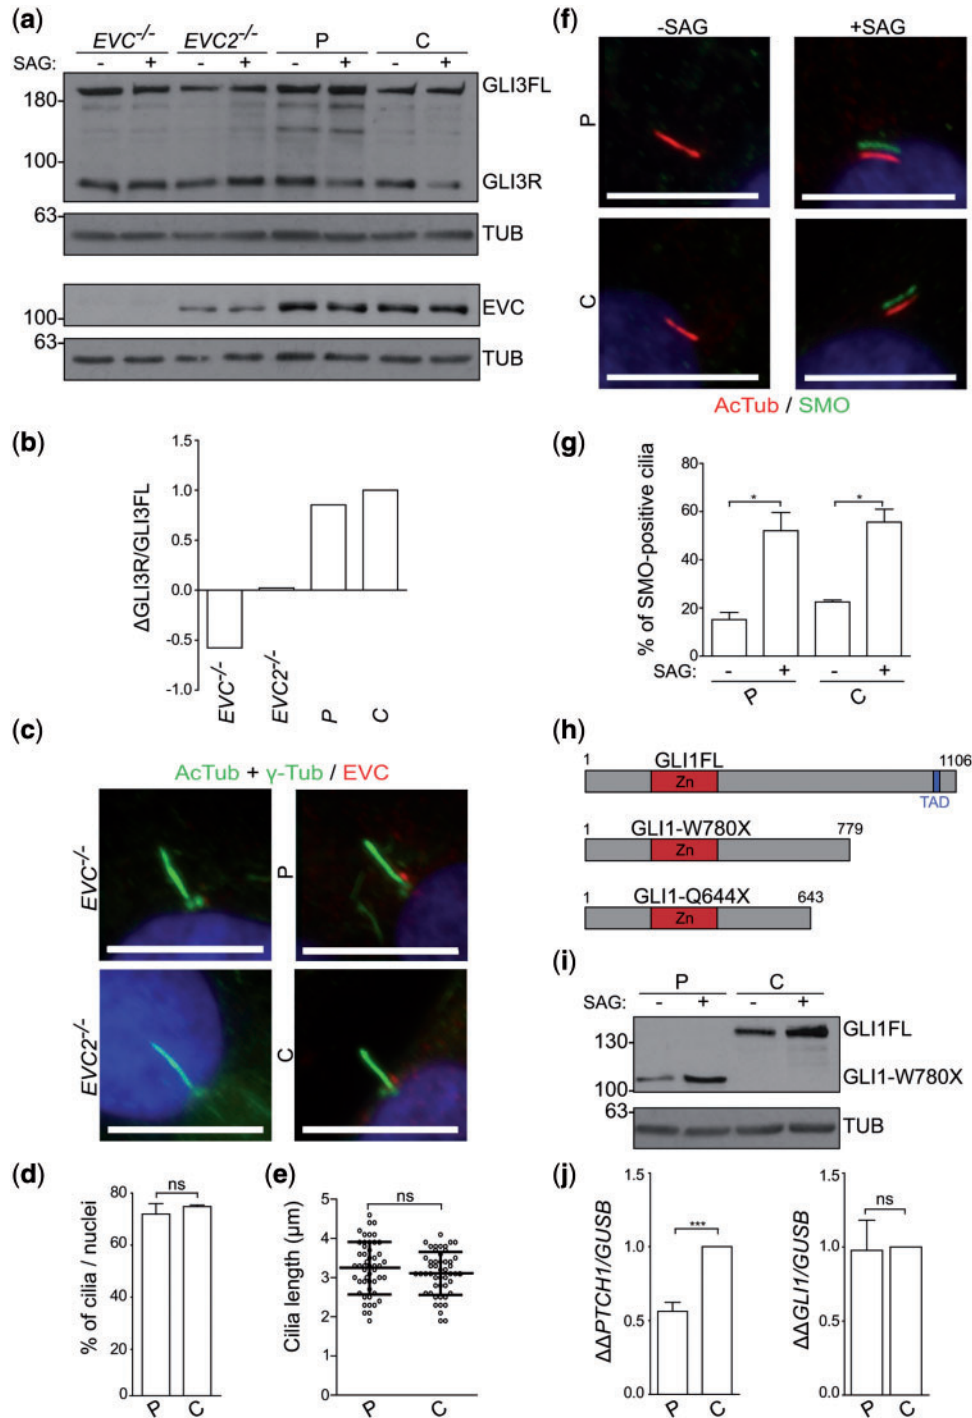 (a)
EVC-/- EVC2-/- P C
SAG: - + - + - + - +
180
GLI3FL
100
GLI3R
63
TUB
EVC
100
63
TUB
(b)
ΔGLI3R/GLI3FL
1.5
1.0
0.5
0.0
-0.5
-1.0
EVC-/- EVC2-/- P C
(c)
AcTub + γ-Tub / EVC
EVC-/-
P
EVC2-/-
C
(d)
% of cilia / nuclei
80
60
40
20
0
ns
P C
(e)
Cilia length (μm)
5
4
3
2
1
0
ns
P C
(f)
-SAG +SAG
P
C
AcTub / SMO
(g)
% of SMO-positive cilia
80
60
40
20
0
* *
SAG: - + - +
P C
(h)
1 GLI1FL 1106
Zn
TAD
1 GLI1-W780X 779
Zn
1 GLI1-Q644X 643
Zn
(i)
P C
SAG: - + - +
130
GLI1FL
100
GLI1-W780X
63
TUB
(j)
ΔΔPTCH1/GUSB
1.5
1.0
0.5
0.0
***
P C
ΔΔGLI1/GUSB
1.5
1.0
0.5
0.0
ns
P C